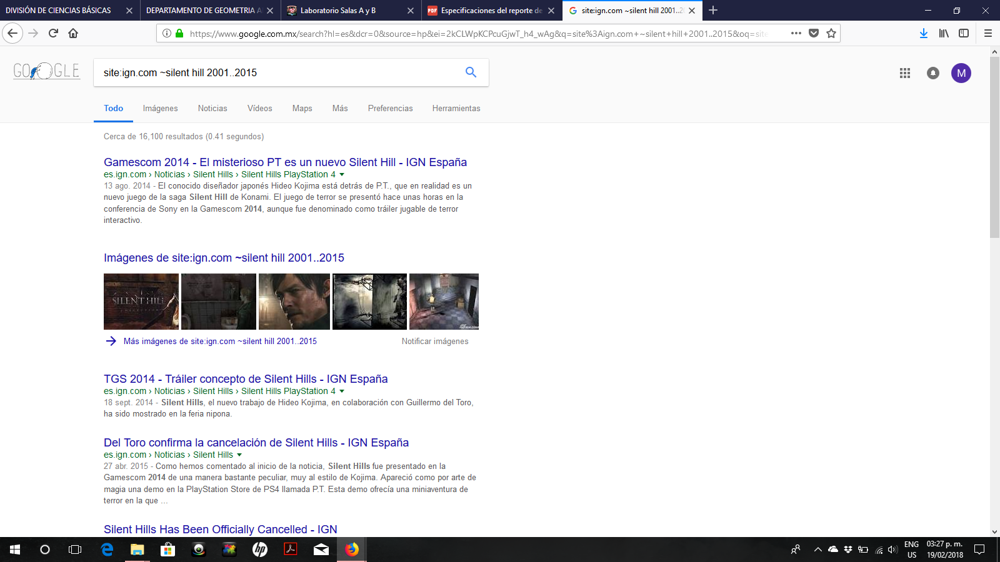 DIVISIÓN DE CIENCIAS BÁSICAS
DEPARTAMENTO DE GEOMETRIA A
Laboratorio Salas A y B
PDF
Especificaciones del reporte de
site:ign.com ~silent hill 2001..2
https://www.google.com.mx/search?hl=es&dcr=0&source=hp&ei=2kCLWpKCPcuGjwT_h4_wAg&q=site%3Aign.com+~silent+hill+2001..2015&oq=site
GOOGLE
site:ign.com ~silent hill 2001..2015
M
Todo Imágenes Noticias Vídeos Maps Más Preferencias Herramientas
Cerca de 16,100 resultados (0.41 segundos)
Gamescom 2014 - El misterioso PT es un nuevo Silent Hill - IGN España
es.ign.com › Noticias › Silent Hills › Silent Hills PlayStation 4
13 ago. 2014 - El conocido diseñador japonés Hideo Kojima está detrás de P.T., que en realidad es un
nuevo juego de la saga Silent Hill de Konami. El juego de terror se presentó hace unas horas en la
conferencia de Sony en la Gamescom 2014, aunque fue denominado como tráiler jugable de terror
interactivo.
Imágenes de site:ign.com ~silent hill 2001..2015
SILENT HILL
Más imágenes de site:ign.com ~silent hill 2001..2015
Notificar imágenes
TGS 2014 - Tráiler concepto de Silent Hills - IGN España
es.ign.com › Noticias › Silent Hills › Silent Hills PlayStation 4
18 sept. 2014 - Silent Hills, el nuevo trabajo de Hideo Kojima, en colaboración con Guillermo del Toro,
ha sido mostrado en la feria nipona.
Del Toro confirma la cancelación de Silent Hills - IGN España
es.ign.com › Noticias › Silent Hills
27 abr. 2015 - Como hemos comentado al inicio de la noticia, Silent Hills fue presentado en la
Gamescom 2014 de una manera bastante peculiar, muy al estilo de Kojima. Apareció como por arte de
magia una demo en la PlayStation Store de PS4 llamada P.T. Esta demo ofrecía una miniaventura de
terror en la que ...
Silent Hills Has Been Officially Cancelled - IGN
hp
ENG
US
03:27 p. m.
19/02/2018